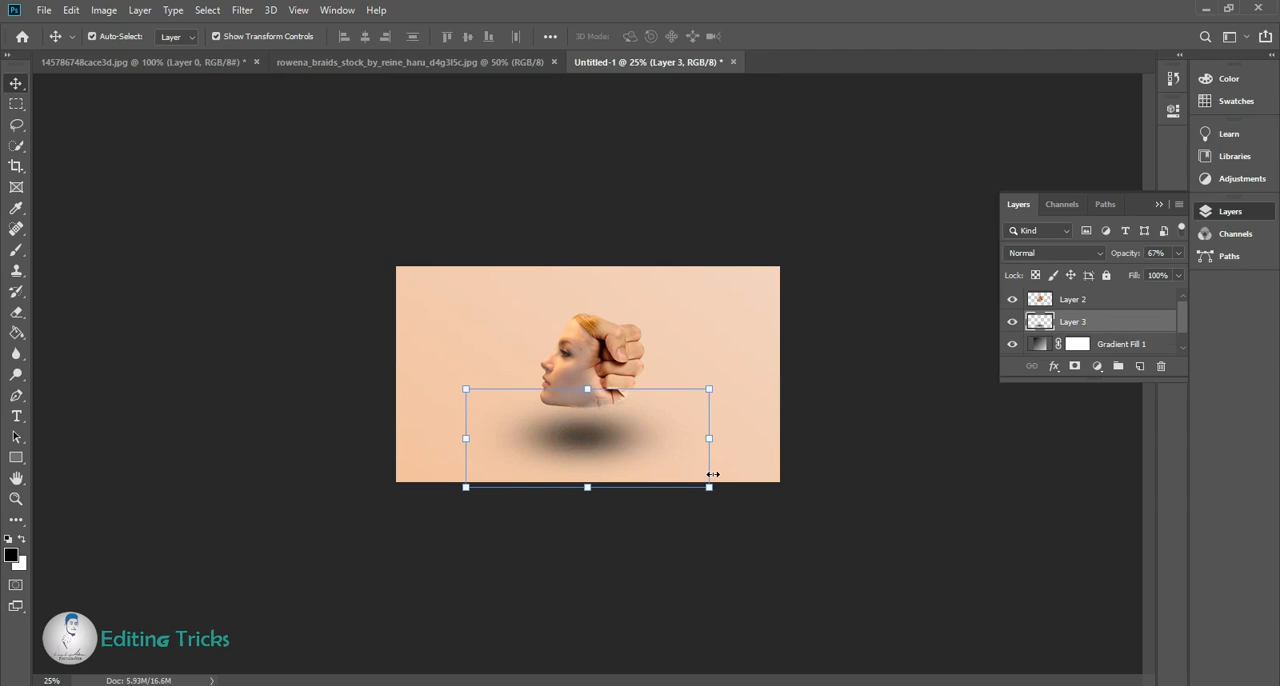 Ps File Edit Image Layer Type Select Filter 3D View Window Help
Auto-Select: Layer Show Transform Controls 3D Mode:
145786748cace3d.jpg @ 100% (Layer 0, RGB/8#) * rowena_braids_stock_by_reine_haru_d4g3l5c.jpg @ 50% (RGB/8) Untitled-1 @ 25% (Layer 3, RGB/8) *
Color
Swatches
Learn
Libraries
Adjustments
Layers
Channels
Paths
Layers Channels Paths
Kind
Normal Opacity: 67%
Lock: Fill: 100%
Layer 2
Layer 3
Gradient Fill 1
fx
Editing Tricks
25% Doc: 5.93M/16.6M